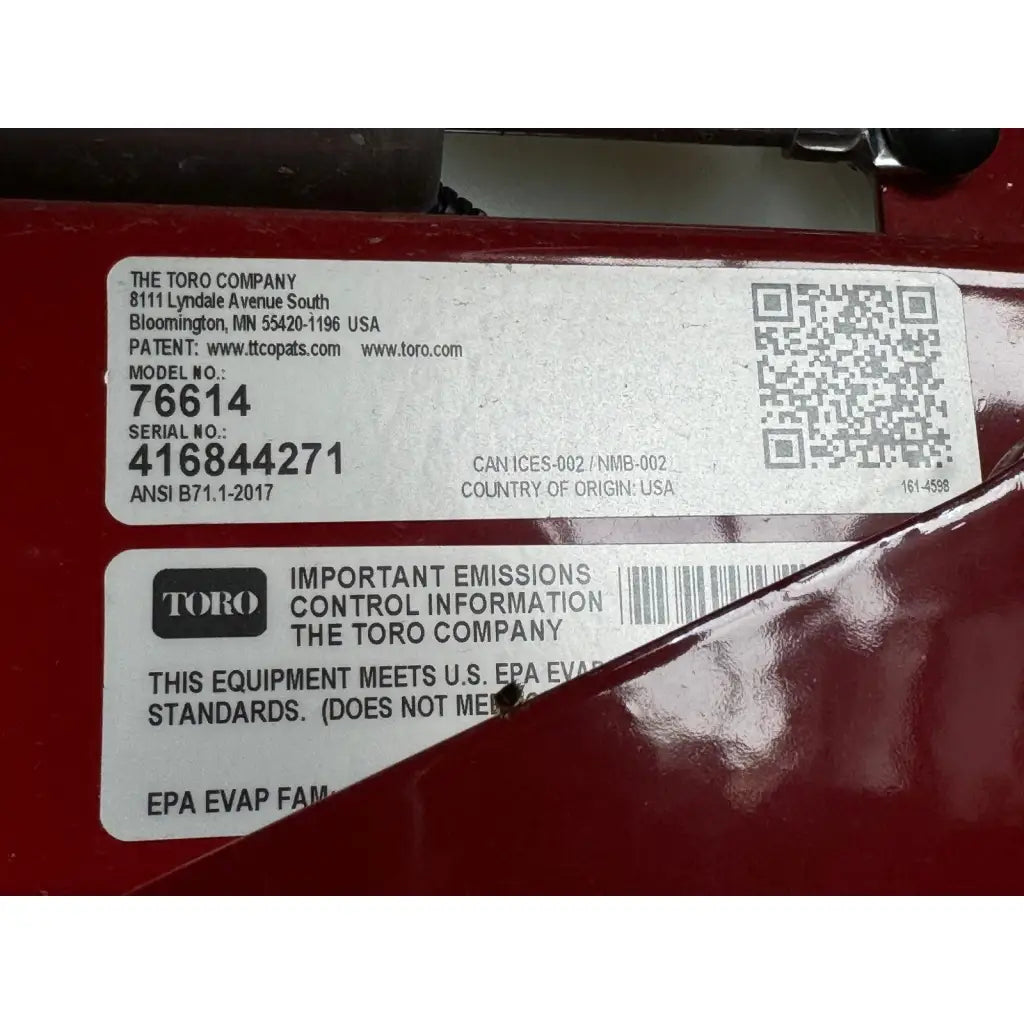 THE TORO COMPANY
8111 Lyndale Avenue South
Bloomington, MN 55420-1196 USA
PATENT: www.ttcopats.com www.toro.com
MODEL NO.:
76614
SERIAL NO.:
416844271
ANSI B71.1-2017
CAN ICES-002 / NMB-002
COUNTRY OF ORIGIN: USA
161-4598
TORO
IMPORTANT EMISSIONS
CONTROL INFORMATION
THE TORO COMPANY
THIS EQUIPMENT MEETS U.S. EPA
STANDARDS. (DOES NOT
EPA EVAP